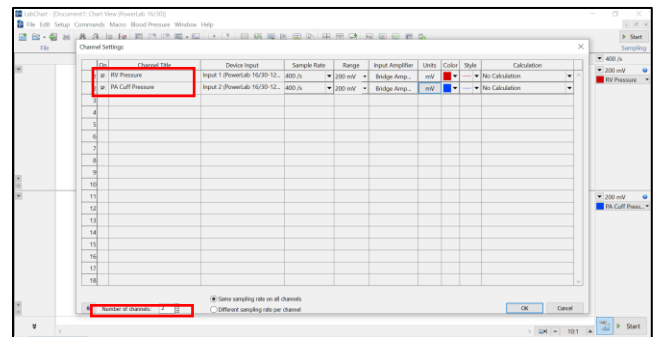 LabChart - [Document1: Chart View (PowerLab 16/30)]
File Edit Setup Commands Macro Blood Pressure Window Help
Start
File
Sampling
Channel Settings
On Channel Title Device Input Sample Rate Range Input Amplifier Units Color Style Calculation
1 RV Pressure Input 1 (PowerLab 16/30-12... 400 /s 200 mV Bridge Amp... mV No Calculation
2 PA Cuff Pressure Input 2 (PowerLab 16/30-12... 400 /s 200 mV Bridge Amp... mV No Calculation
3
4
5
6
7
8
9
10
11
12
13
14
15
16
17
18
400 /s
200 mV
RV Pressure
200 mV
PA Cuff Press...
Number of channels: 2
Same sampling rate on all channels
Different sampling rate per channel
OK Cancel
10:1
Start